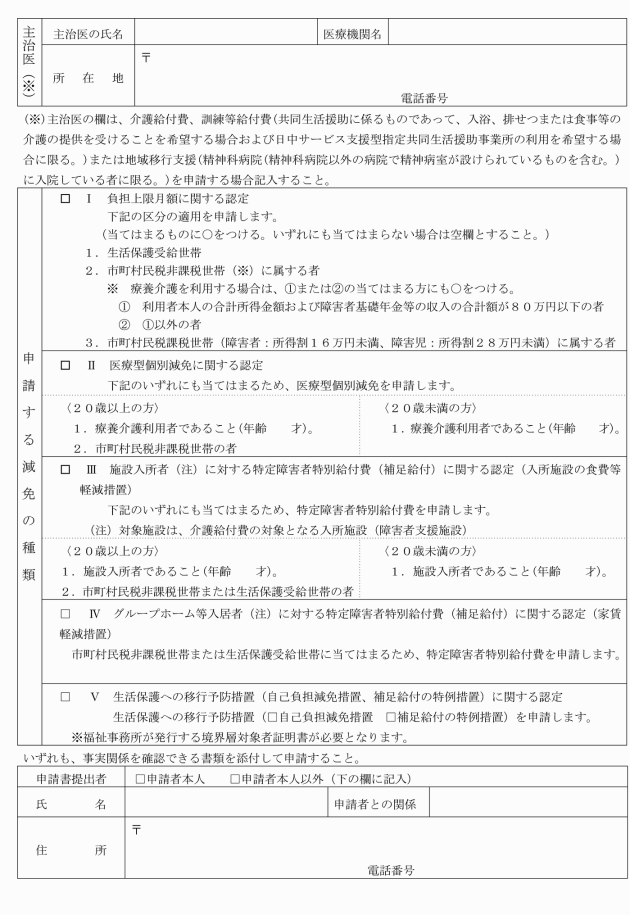 主治医（※） 主治医の氏名 医療機関名
所在地 〒
電話番号
(※)主治医の欄は、介護給付費、訓練等給付費(共同生活援助に係るものであって、入浴、排せつまたは食事等の
介護の提供を受けることを希望する場合および日中サービス支援型指定共同生活援助事業所の利用を希望する場
合に限る。)または地域移行支援(精神科病院(精神科病院以外の病院で精神病室が設けられているものを含む。)
に入院している者に限る。)を申請する場合記入すること。
申請する減免の種類
□ Ⅰ 負担上限月額に関する認定
下記の区分の適用を申請します。
（当てはまるものに○をつける。いずれにも当てはまらない場合は空欄とすること。）
１．生活保護受給世帯
２．市町村民税非課税世帯（※）に属する者
※ 療養介護を利用する場合は、①または②の当てはまる方にも○をつける。
① 利用者本人の合計所得金額および障害者基礎年金等の収入の合計額が８０万円以下の者
② ①以外の者
３．市町村民税課税世帯（障害者：所得割１６万円未満、障害児：所得割２８万円未満）に属する者
□ Ⅱ 医療型個別減免に関する認定
下記のいずれにも当てはまるため、医療型個別減免を申請します。
〈２０歳以上の方〉 〈２０歳未満の方〉
１．療養介護利用者であること(年齢 才)。 １．療養介護利用者であること(年齢 才)。
２．市町村民税非課税世帯の者
□ Ⅲ 施設入所者（注）に対する特定障害者特別給付費（補足給付）に関する認定（入所施設の食費等
軽減措置）
下記のいずれにも当てはまるため、特定障害者特別給付費を申請します。
（注）対象施設は、介護給付費の対象となる入所施設（障害者支援施設）
〈２０歳以上の方〉 〈２０歳未満の方〉
１．施設入所者であること(年齢 才)。 １．施設入所者であること(年齢 才)。
２．市町村民税非課税世帯または生活保護受給世帯の者
□ Ⅳ グループホーム等入居者（注）に対する特定障害者特別給付費（補足給付）に関する認定（家賃
軽減措置）
市町村民税非課税世帯または生活保護受給世帯に当てはまるため、特定障害者特別給付費を申請します。
□ Ⅴ 生活保護への移行予防措置（自己負担減免措置、補足給付の特例措置）に関する認定
生活保護への移行予防措置（□自己負担減免措置 □補足給付の特例措置）を申請します。
※福祉事務所が発行する境界層対象者証明書が必要となります。
いずれも、事実関係を確認できる書類を添付して申請すること。
申請書提出者 □申請者本人 □申請者本人以外（下の欄に記入）
氏名 申請者との関係
住所 〒
電話番号